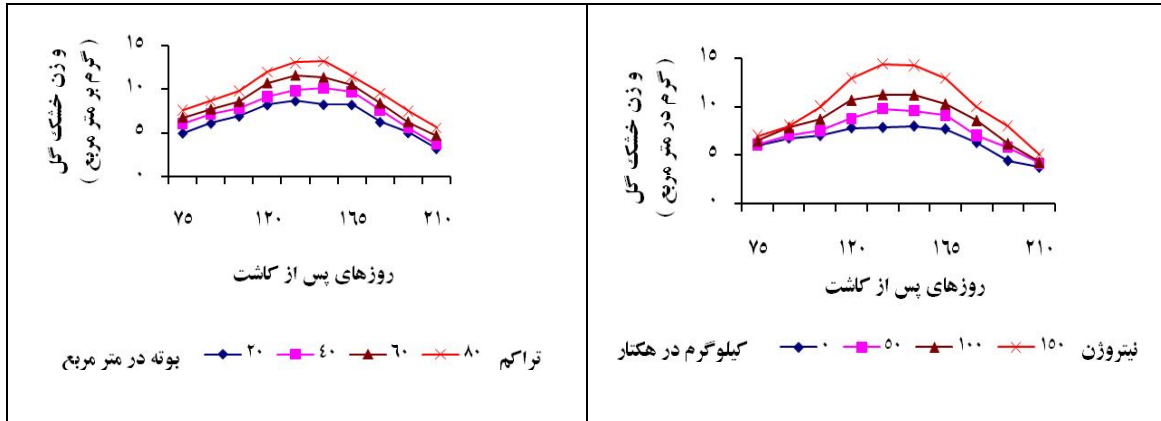 وزن خشک گل
( گرم بر متر مربع )
۱۵
۱۰
۵
۰
۷۵ ۱۲۰ ۱۶۵ ۲۱۰
روزهای پس از کاشت
تراکم ۸۰ ۶۰ ۴۰ ۲۰ بوته در متر مربع
وزن خشک گل
( گرم در متر مربع )
۱۵
۱۰
۵
۰
۷۵ ۱۲۰ ۱۶۵ ۲۱۰
روزهای پس از کاشت
نیتروژن ۱۵۰ ۱۰۰ ۵۰ ۰ کیلوگرم در هکتار